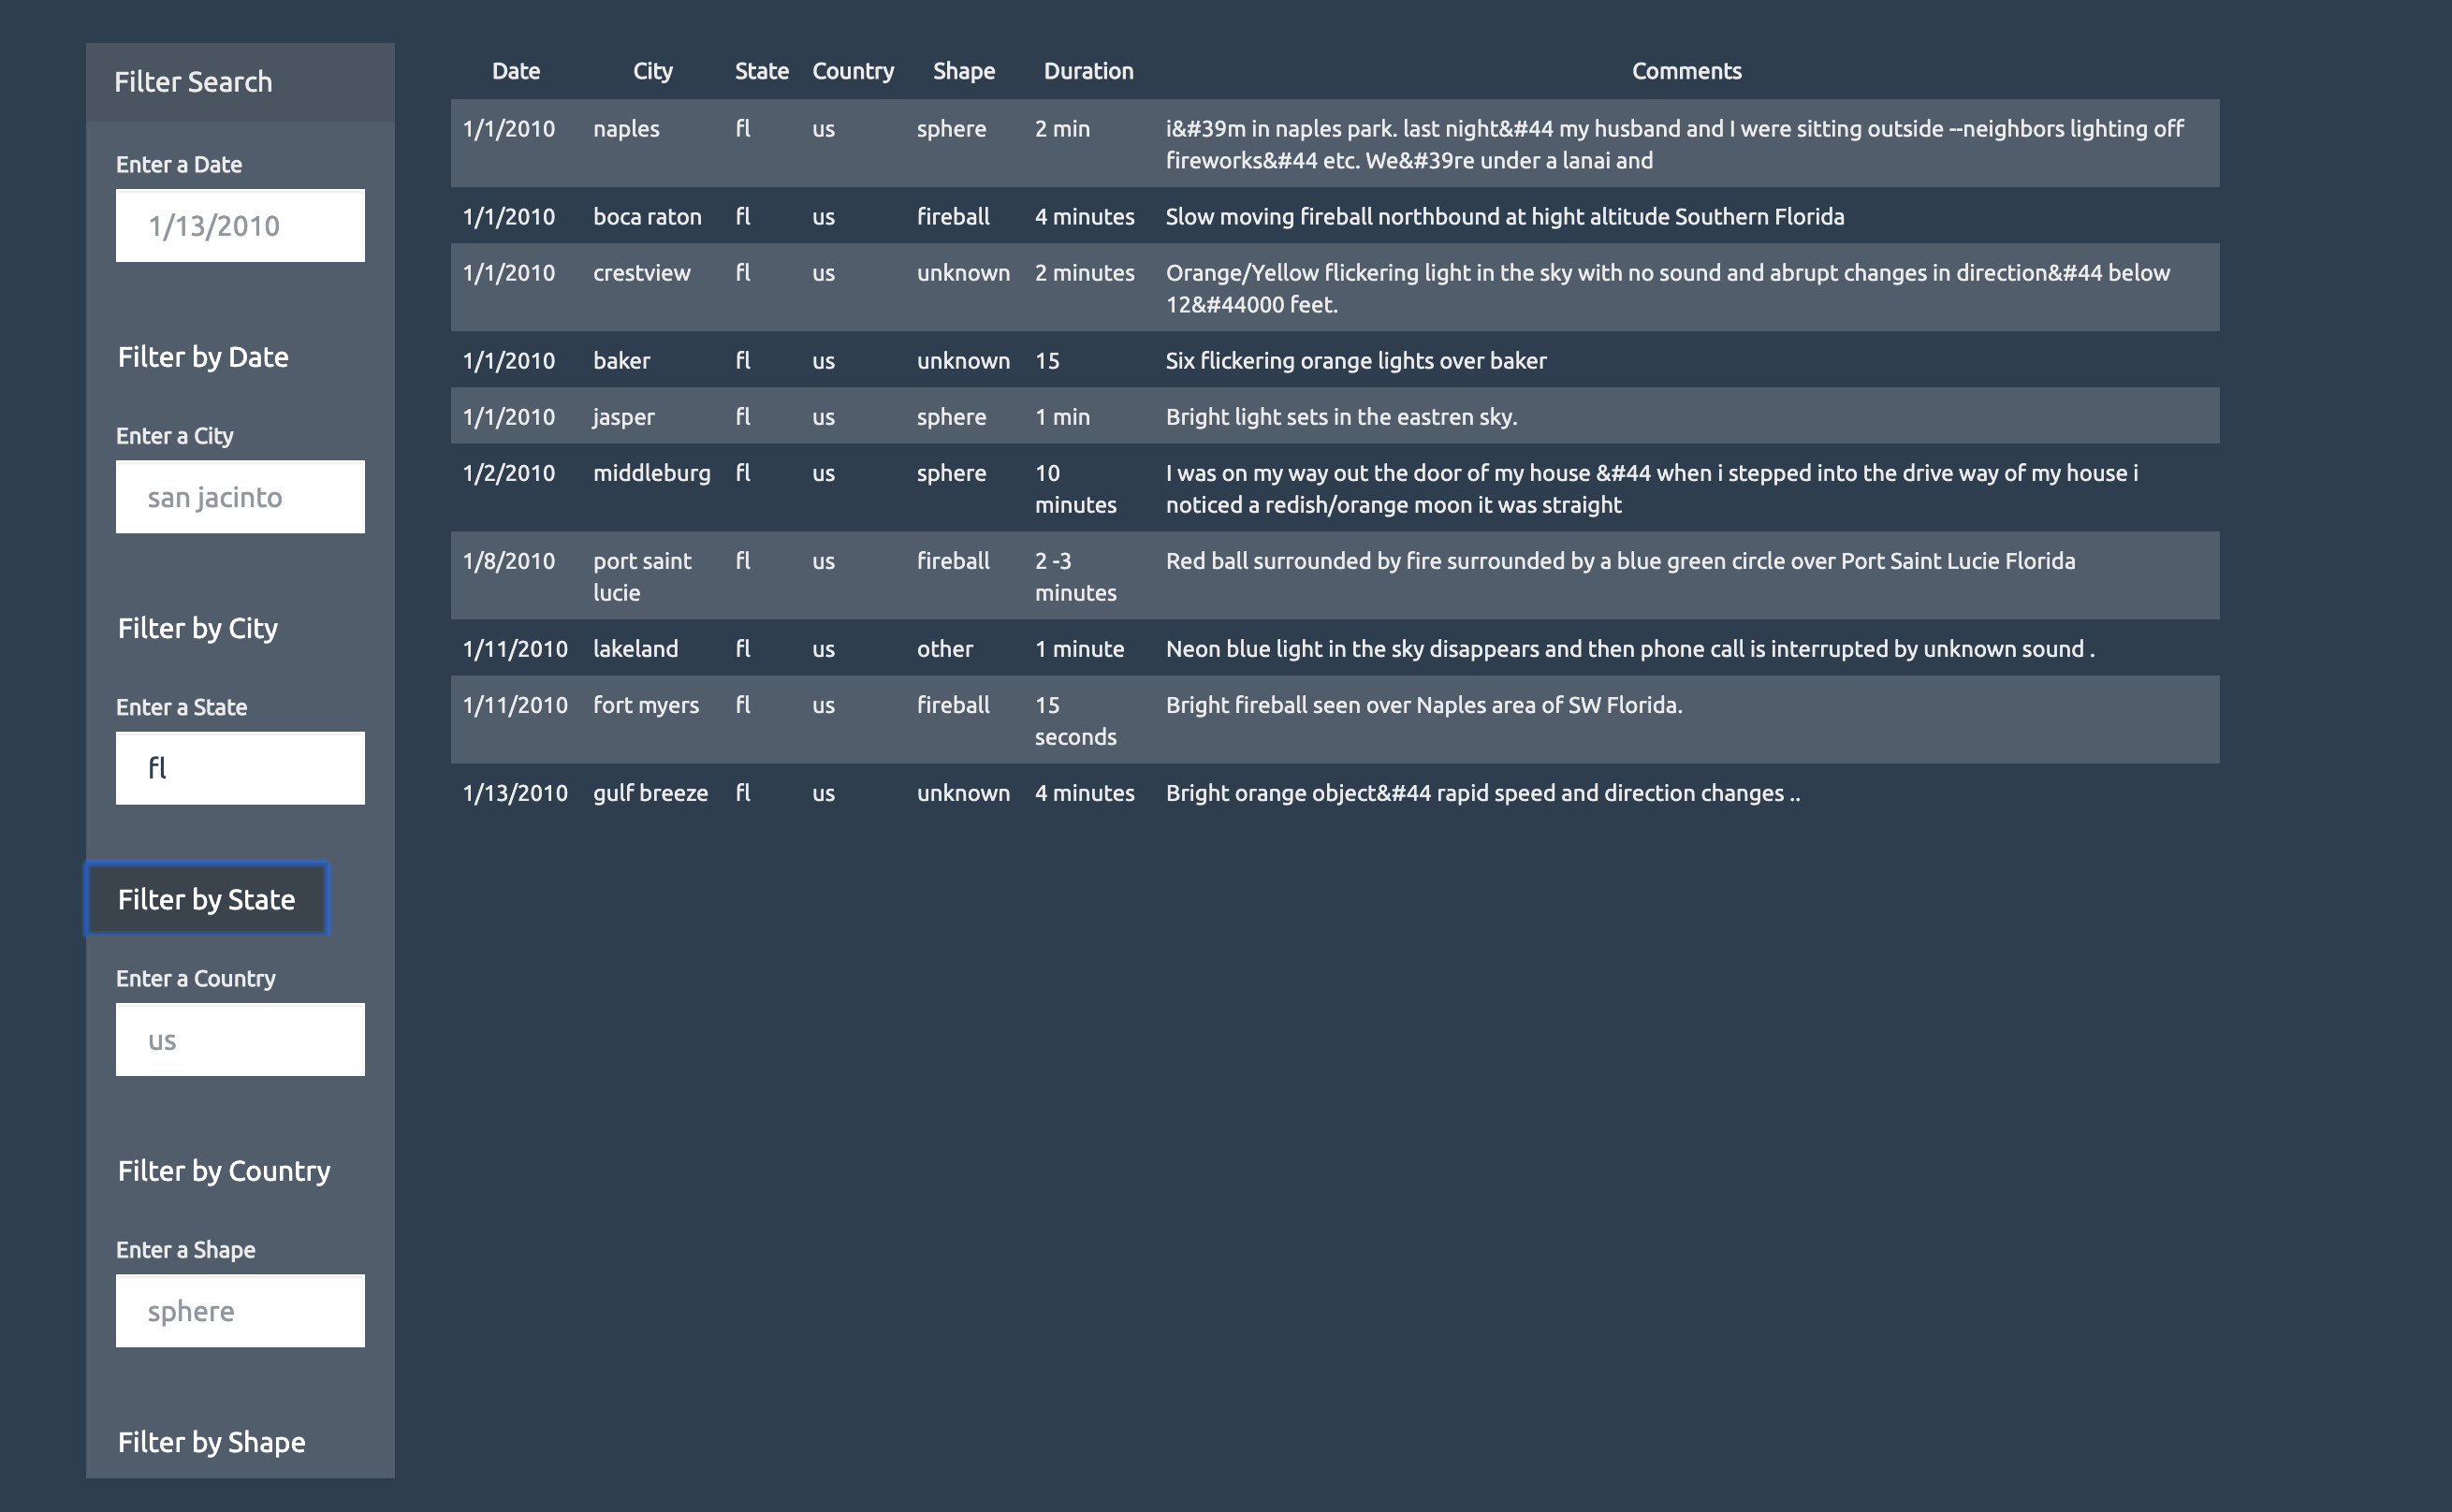 Filter Search
Enter a Date
1/13/2010
Filter by Date
Enter a City
san jacinto
Filter by City
Enter a State
fl
Filter by State
Enter a Country
us
Filter by Country
Enter a Shape
sphere
Filter by Shape
Date City State Country Shape Duration Comments
1/1/2010 naples fl us sphere 2 min i&#39m in naples park. last night&#44 my husband and I were sitting outside --neighbors lighting off
fireworks&#44 etc. We&#39re under a lanai and
1/1/2010 boca raton fl us fireball 4 minutes Slow moving fireball northbound at hight altitude Southern Florida
1/1/2010 crestview fl us unknown 2 minutes Orange/Yellow flickering light in the sky with no sound and abrupt changes in direction&#44 below
12&#44000 feet.
1/1/2010 baker fl us unknown 15 Six flickering orange lights over baker
1/1/2010 jasper fl us sphere 1 min Bright light sets in the eastren sky.
1/2/2010 middleburg fl us sphere 10 I was on my way out the door of my house &#44 when i stepped into the drive way of my house i
minutes noticed a redish/orange moon it was straight
1/8/2010 port saint fl us fireball 2 -3 Red ball surrounded by fire surrounded by a blue green circle over Port Saint Lucie Florida
lucie minutes
1/11/2010 lakeland fl us other 1 minute Neon blue light in the sky disappears and then phone call is interrupted by unknown sound .
1/11/2010 fort myers fl us fireball 15 Bright fireball seen over Naples area of SW Florida.
seconds
1/13/2010 gulf breeze fl us unknown 4 minutes Bright orange object&#44 rapid speed and direction changes ..